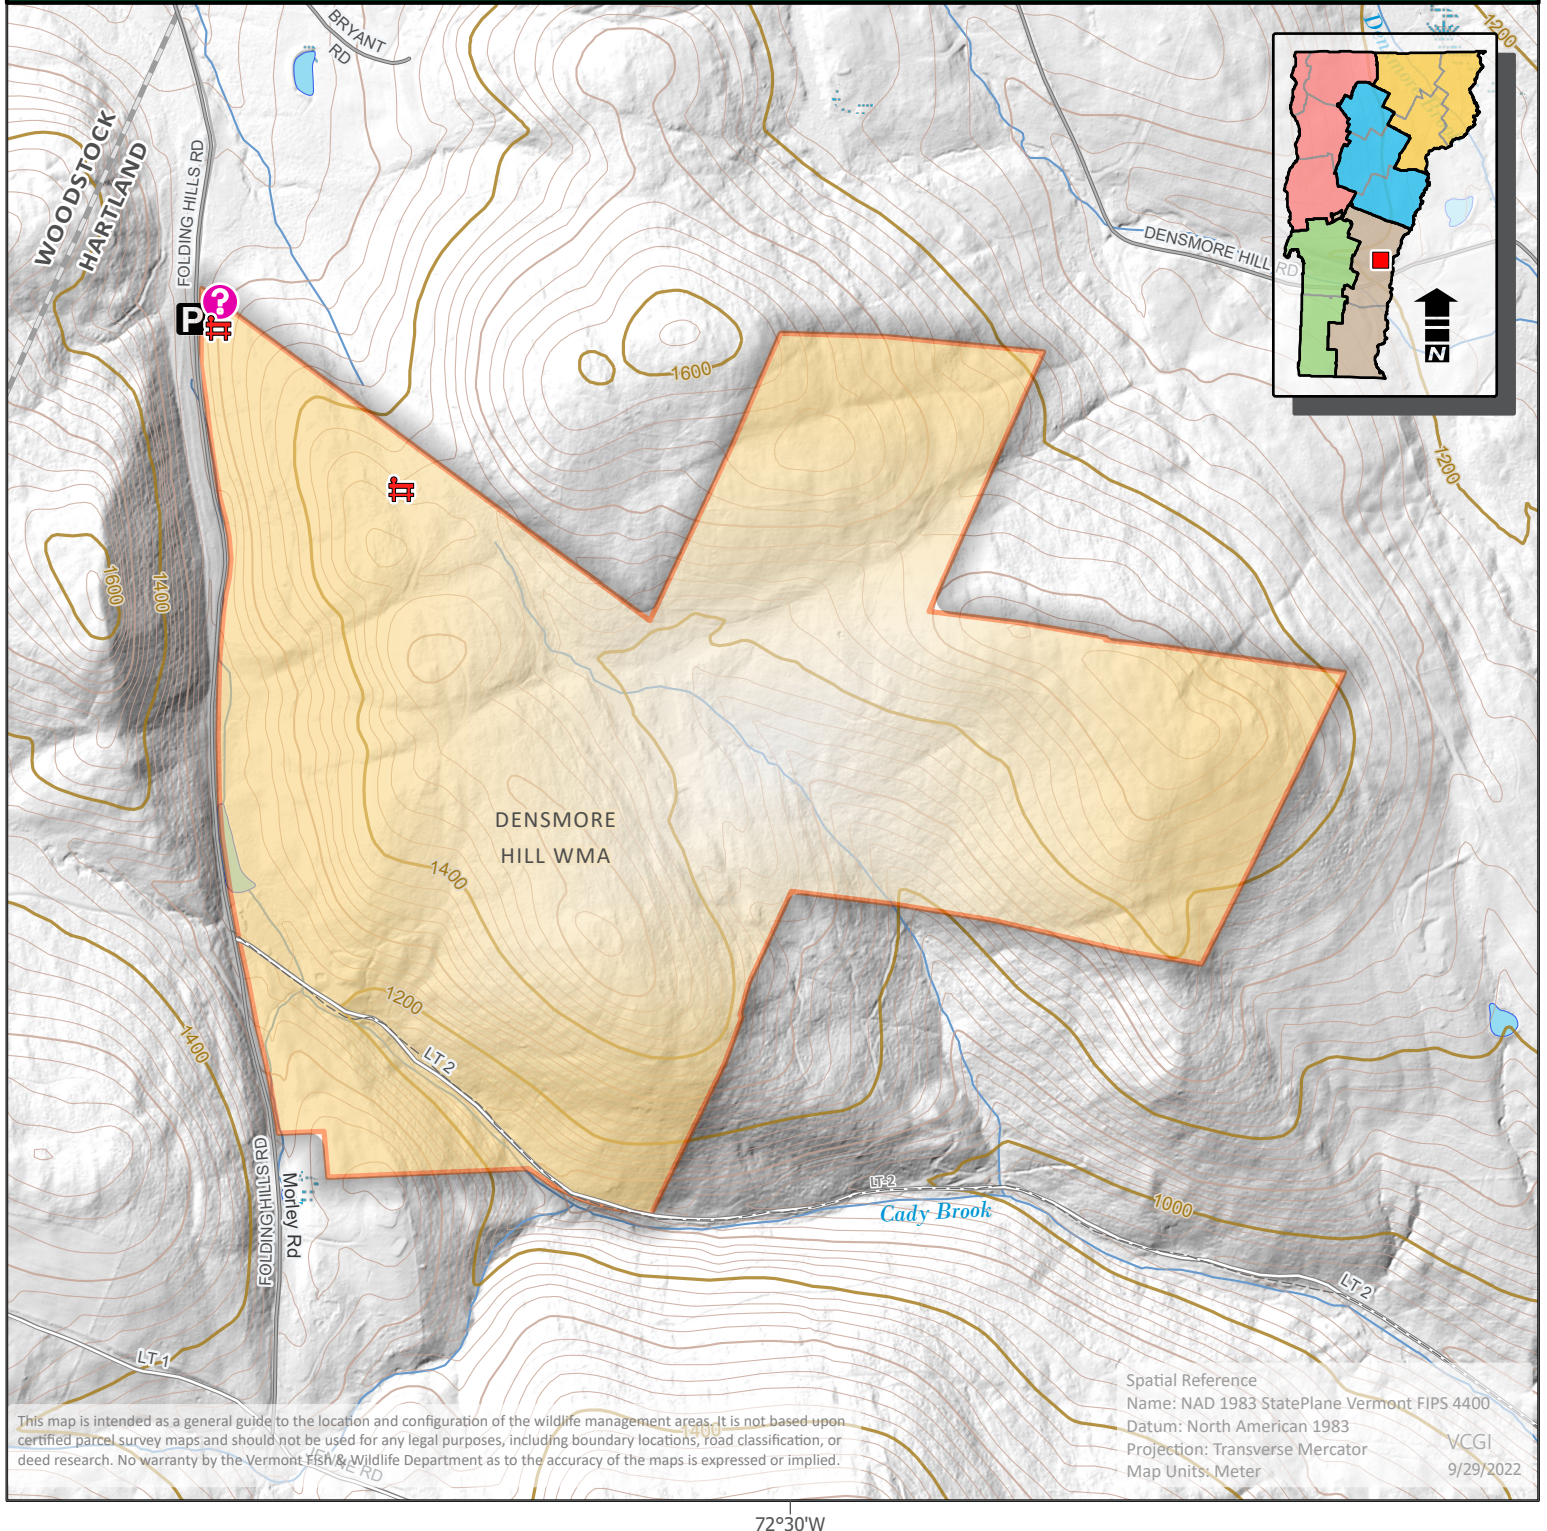 BRYANT
RD
1200
WOODSTOCK
HARTLAND
FOLDING HILLS RD
DENSMORE HILL RD
N
?
P
1600
1200
1600
1400
DENSMORE
HILL WMA
1400
1200
1400
LT 2
FOLDING HILLS RD
Morley Rd
LT 2
Cady Brook
1000
LT 2
LT 1
Spatial Reference
Name: NAD 1983 StatePlane Vermont FIPS 4400
Datum: North American 1983
Projection: Transverse Mercator
Map Units: Meter
VCGI
9/29/2022
This map is intended as a general guide to the location and configuration of the wildlife management areas. It is not based upon
certified parcel survey maps and should not be used for any legal purposes, including boundary locations, road classification, or
deed research. No warranty by the Vermont Fish & Wildlife Department as to the accuracy of the maps is expressed or implied.
1400
RD
72°30'W